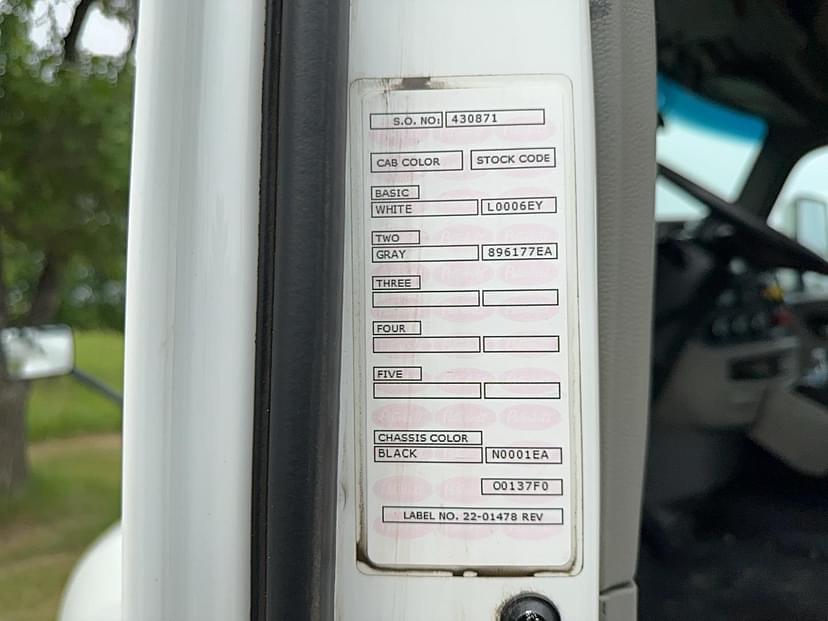 S.O. NO: 430871
CAB COLOR STOCK CODE
BASIC
WHITE L0006EY
TWO
GRAY 896177EA
THREE
FOUR
FIVE
CHASSIS COLOR
BLACK N0001EA
O0137F0
LABEL NO. 22-01478 REV